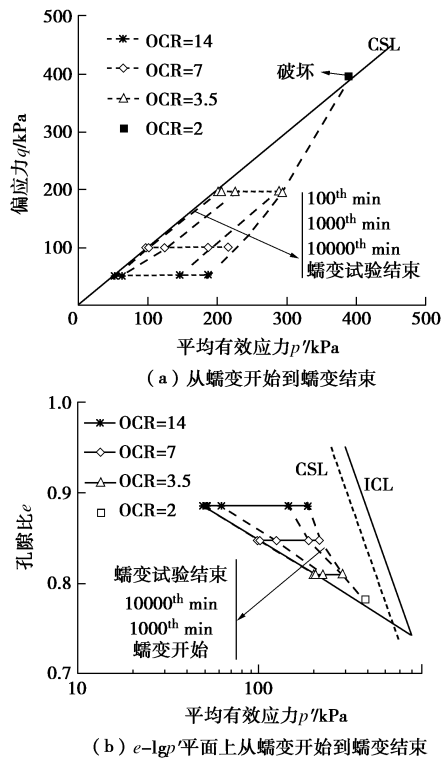 500
400
300
200
100
0
100
200
300
400
500
偏应力q/kPa
平均有效应力p′/kPa
OCR=14
OCR=7
OCR=3.5
OCR=2
破坏
CSL
100th min
1000th min
10000th min
蠕变试验结束
(a)从蠕变开始到蠕变结束
1.0
0.9
0.8
0.7
10
100
孔隙比e
平均有效应力p′/kPa
OCR=14
OCR=7
OCR=3.5
OCR=2
CSL
ICL
蠕变试验结束
10000th min
1000th min
蠕变开始
(b)e-lgp′平面上从蠕变开始到蠕变结束